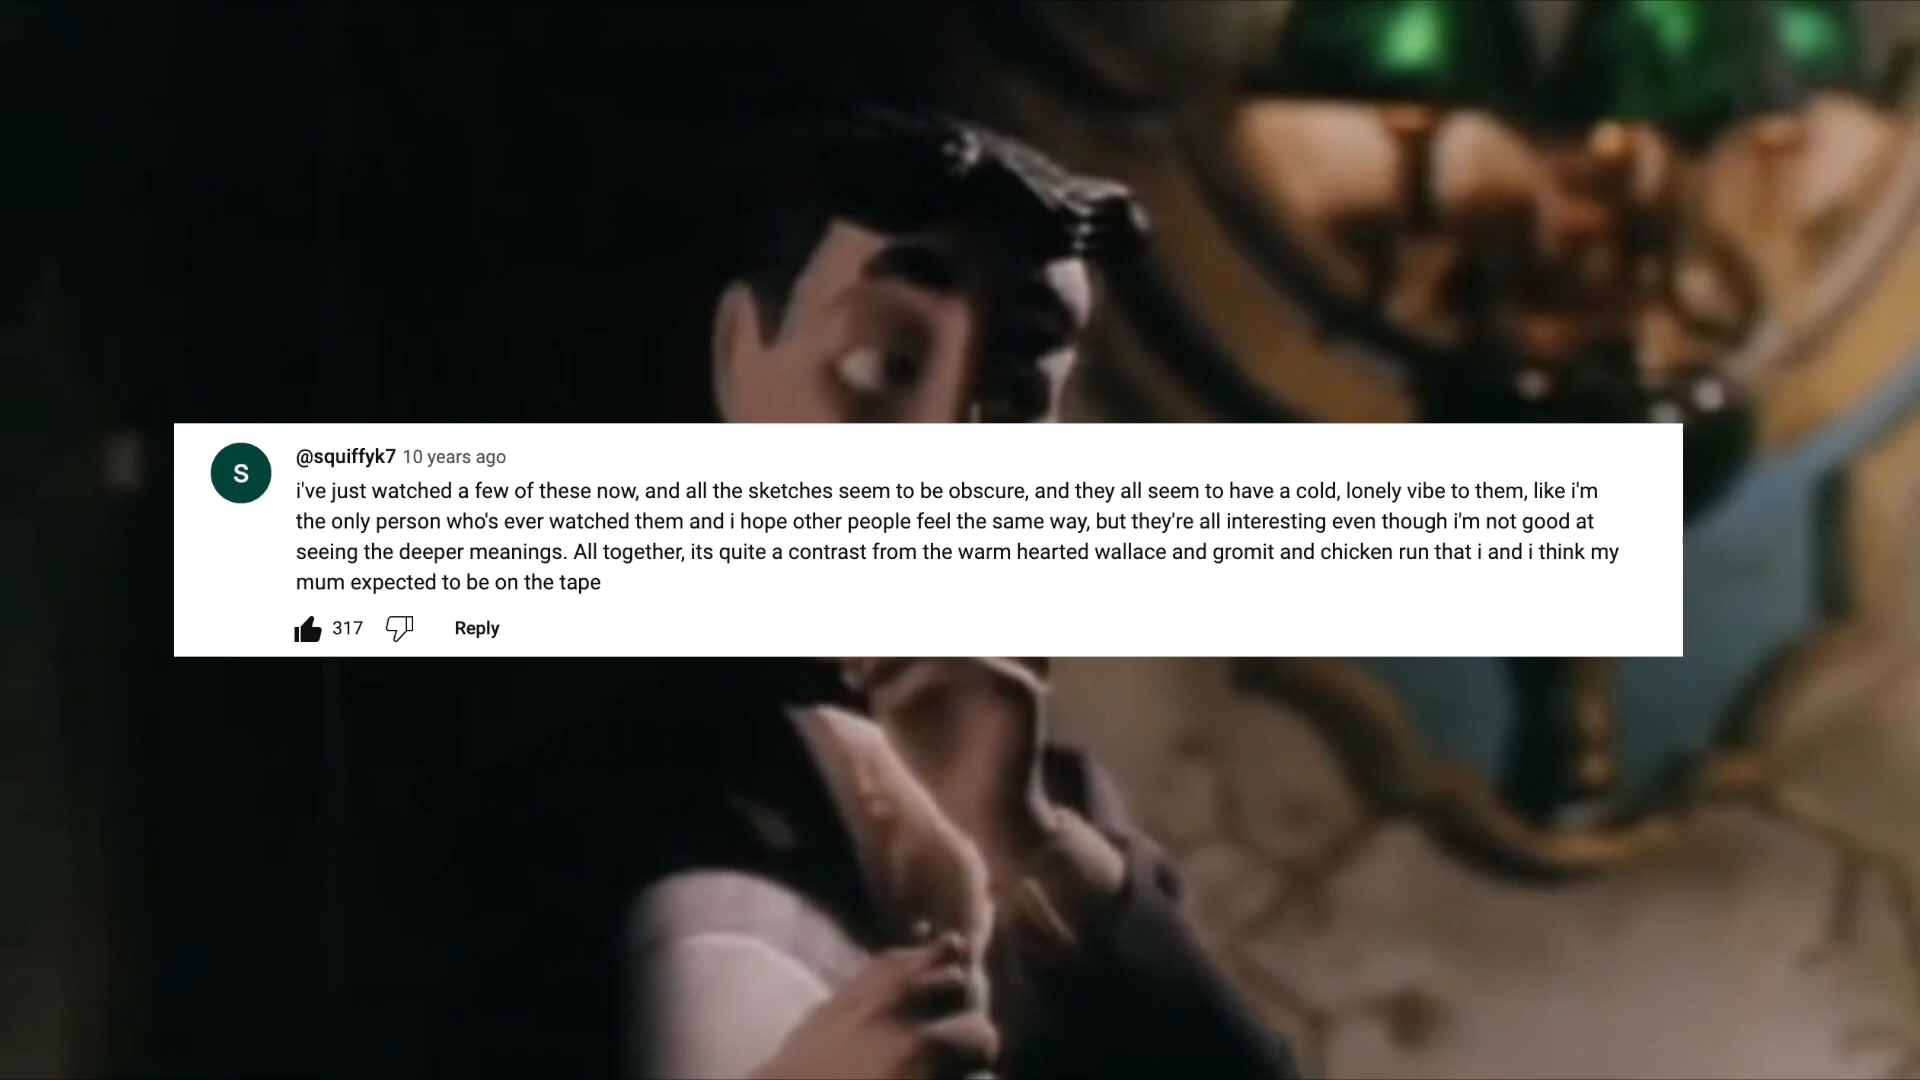 S
@squiffyk7 10 years ago
i've just watched a few of these now, and all the sketches seem to be obscure, and they all seem to have a cold, lonely vibe to them, like i'm
the only person who's ever watched them and i hope other people feel the same way, but they're all interesting even though i'm not good at
seeing the deeper meanings. All together, its quite a contrast from the warm hearted wallace and gromit and chicken run that i and i think my
mum expected to be on the tape
317 Reply